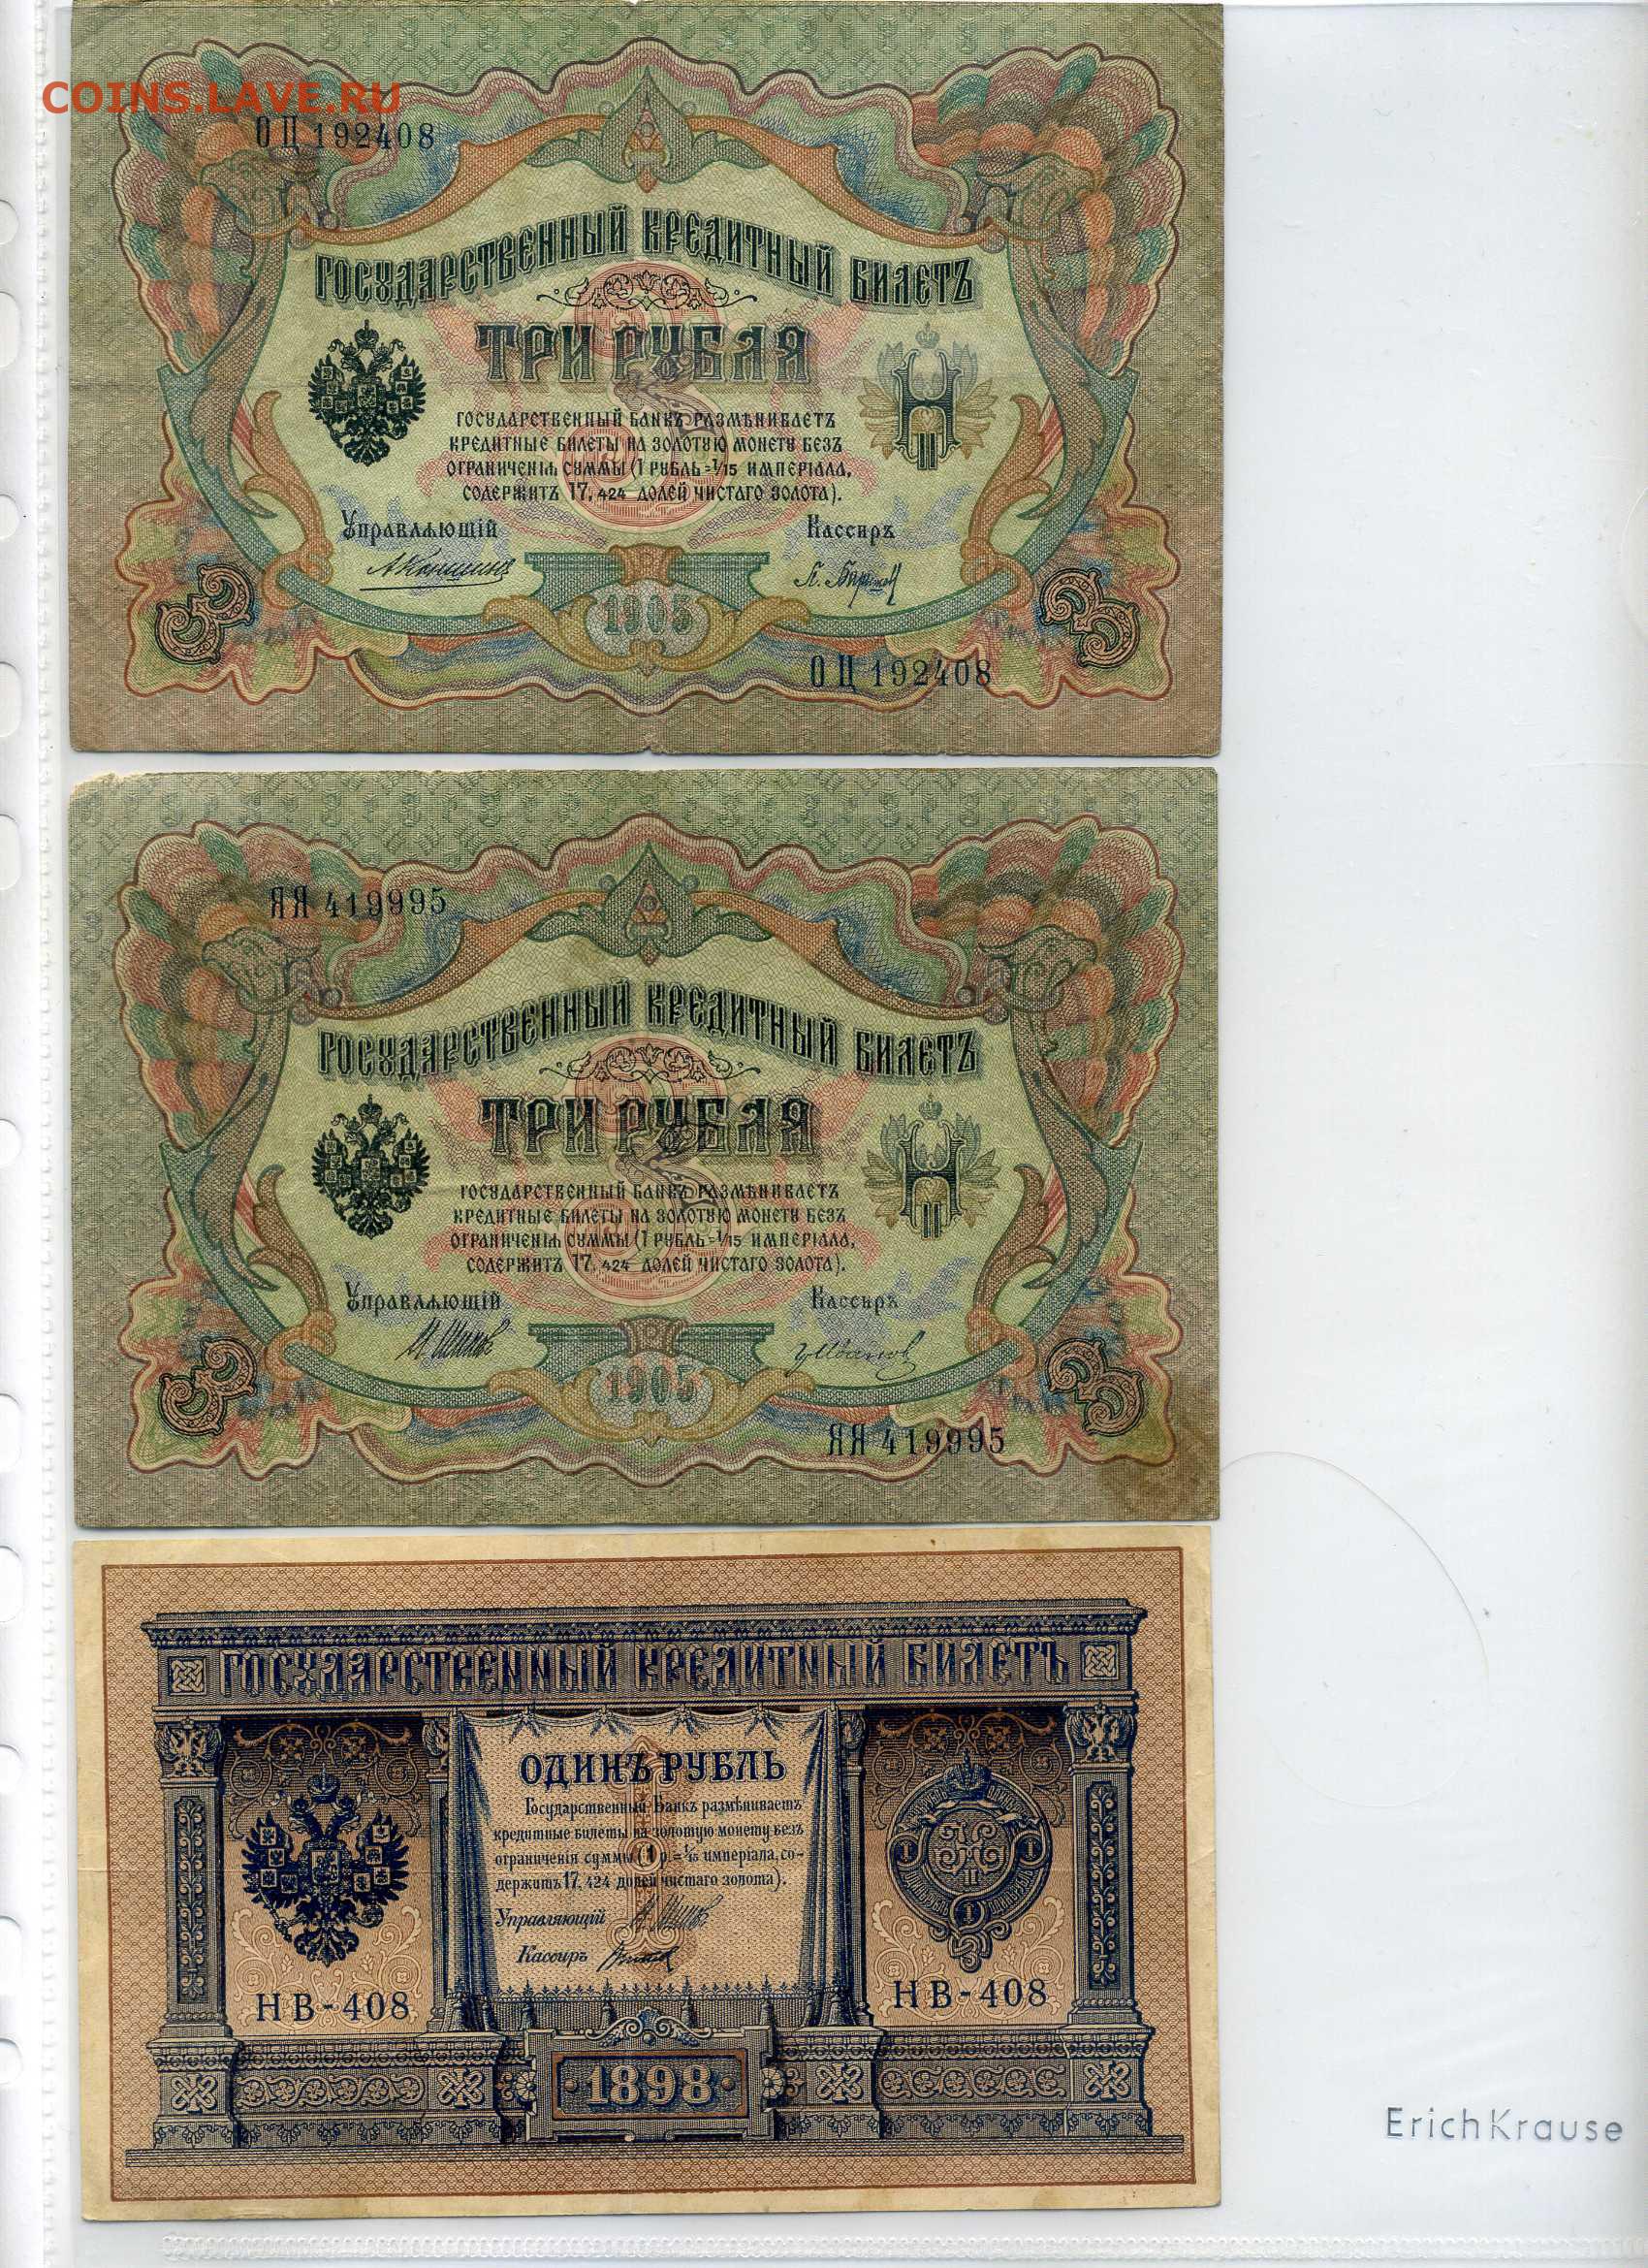 COINS.LAVE.RU
ОЦ 192408
ГОСУДАРСТВЕННЫЙ КРЕДИТНЫЙ БИЛЕТЪ
ТРИ РУБЛЯ
ГОСУДАРСТВЕННЫЙ БАНКЪ РАЗМѢНИВАЕТЪ
КРЕДИТНЫЕ БИЛЕТЫ НА ЗОЛОТУЮ МОНЕТУ БЕЗЪ
ОГРАНИЧЕНІЯ СУММЫ (1 РУБЛЬ = 1/15 ИМПЕРІАЛА,
СОДЕРЖИТЪ 17,424 ДОЛЕЙ ЧИСТАГО ЗОЛОТА).
Управляющій Кассиръ
3 1905 3
ОЦ 192408
ЯЯ 419995
ГОСУДАРСТВЕННЫЙ КРЕДИТНЫЙ БИЛЕТЪ
ТРИ РУБЛЯ
ГОСУДАРСТВЕННЫЙ БАНКЪ РАЗМѢНИВАЕТЪ
КРЕДИТНЫЕ БИЛЕТЫ НА ЗОЛОТУЮ МОНЕТУ БЕЗЪ
ОГРАНИЧЕНІЯ СУММЫ (1 РУБЛЬ = 1/15 ИМПЕРІАЛА,
СОДЕРЖИТЪ 17,424 ДОЛЕЙ ЧИСТАГО ЗОЛОТА).
Управляющій Кассиръ
3 1905 3
ЯЯ 419995
ГОСУДАРСТВЕННЫЙ КРЕДИТНЫЙ БИЛЕТЪ
ОДИНЪ РУБЛЬ
Государственный Банкъ размѣниваетъ
кредитные билеты на золотую монету безъ
ограниченія суммы (1 р. = 1/15 имперіала, со-
держитъ 17,424 долей чистаго золота).
Управляющій
Кассиръ
НВ-408 НВ-408
1898
ErichKrause